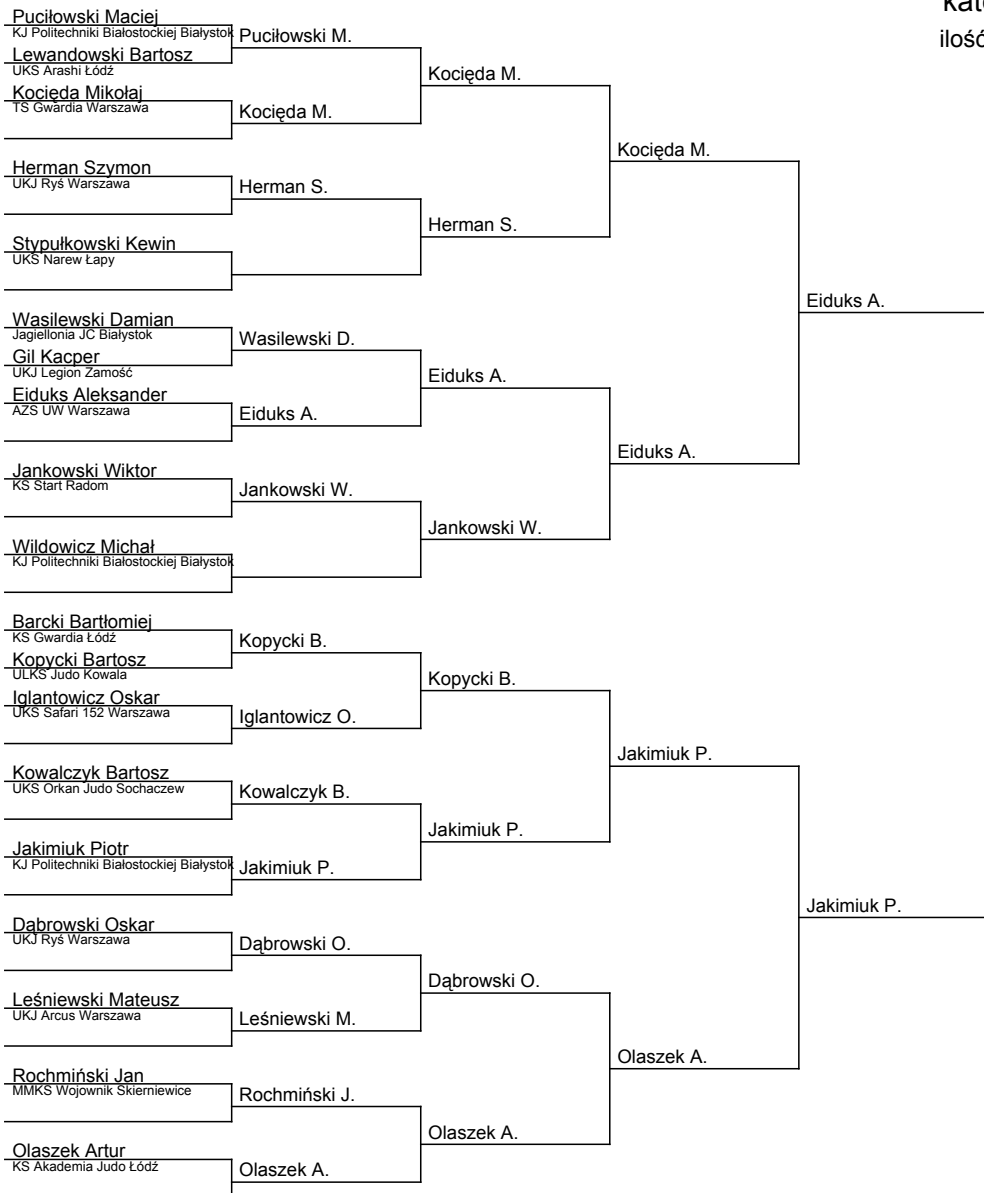 Puciłowski Maciej
KJ Politechniki Białostockiej Białystok
Lewandowski Bartosz
UKS Arashi Łódź
Kocięda Mikołaj
TS Gwardia Warszawa
Herman Szymon
UKJ Ryś Warszawa
Stypułkowski Kewin
UKS Narew Łapy
Wasilewski Damian
Jagiellonia JC Białystok
Gil Kacper
UKJ Legion Zamość
Eiduks Aleksander
AZS UW Warszawa
Jankowski Wiktor
KS Start Radom
Wildowicz Michał
KJ Politechniki Białostockiej Białystok
Barcki Bartłomiej
KS Gwardia Łódź
Kopycki Bartosz
ULKS Judo Kowala
Iglantowicz Oskar
UKS Safari 152 Warszawa
Kowalczyk Bartosz
UKS Orkan Judo Sochaczew
Jakimiuk Piotr
KJ Politechniki Białostockiej Białystok
Dąbrowski Oskar
UKJ Ryś Warszawa
Leśniewski Mateusz
UKJ Arcus Warszawa
Rochmiński Jan
MMKS Wojownik Skierniewice
Olaszek Artur
KS Akademia Judo Łódź
Puciłowski M.
Kocięda M.
Herman S.
Wasilewski D.
Eiduks A.
Jankowski W.
Kopycki B.
Iglantowicz O.
Kowalczyk B.
Jakimiuk P.
Dąbrowski O.
Leśniewski M.
Rochmiński J.
Olaszek A.
Kocięda M.
Herman S.
Eiduks A.
Jankowski W.
Kopycki B.
Jakimiuk P.
Dąbrowski O.
Olaszek A.
Kocięda M.
Eiduks A.
Jakimiuk P.
Olaszek A.
Eiduks A.
Jakimiuk P.
ilość